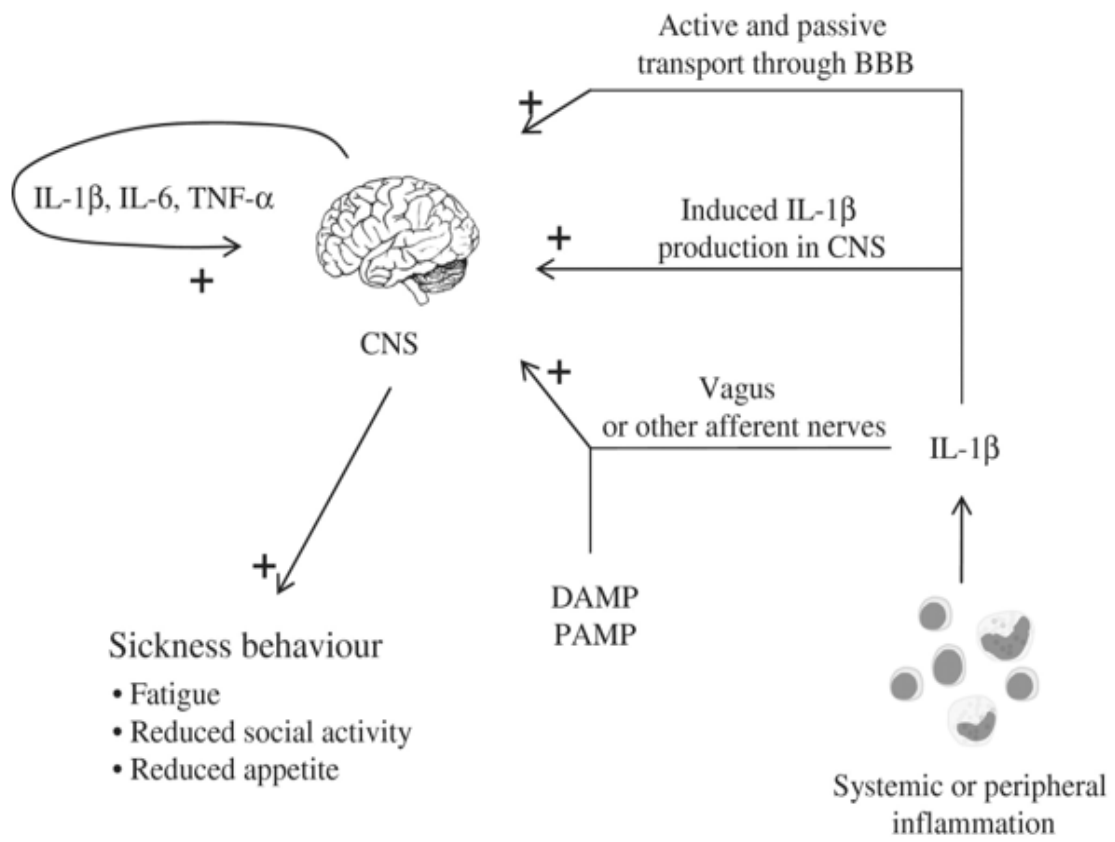 Active and passive
transport through BBB
+
IL-1β, IL-6, TNF-α
+
Induced IL-1β
production in CNS
+
CNS
+
Vagus
or other afferent nerves
IL-1β
+
DAMP
PAMP
Sickness behaviour
• Fatigue
• Reduced social activity
• Reduced appetite
Systemic or peripheral
inflammation